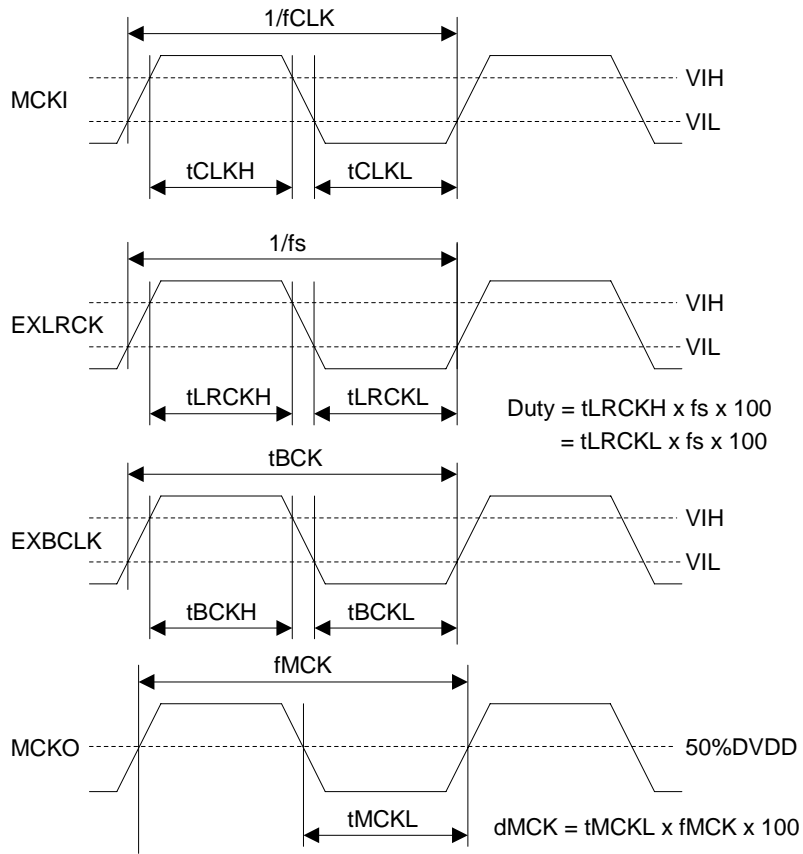 1/fCLK
VIH
MCKI
VIL
tCLKH tCLKL
1/fs
VIH
EXLRCK
VIL
tLRCKH tLRCKL
Duty = tLRCKH x fs x 100
= tLRCKL x fs x 100
tBCK
VIH
EXBCLK
VIL
tBCKH tBCKL
fMCK
MCKO 50%DVDD
tMCKL
dMCK = tMCKL x fMCK x 100